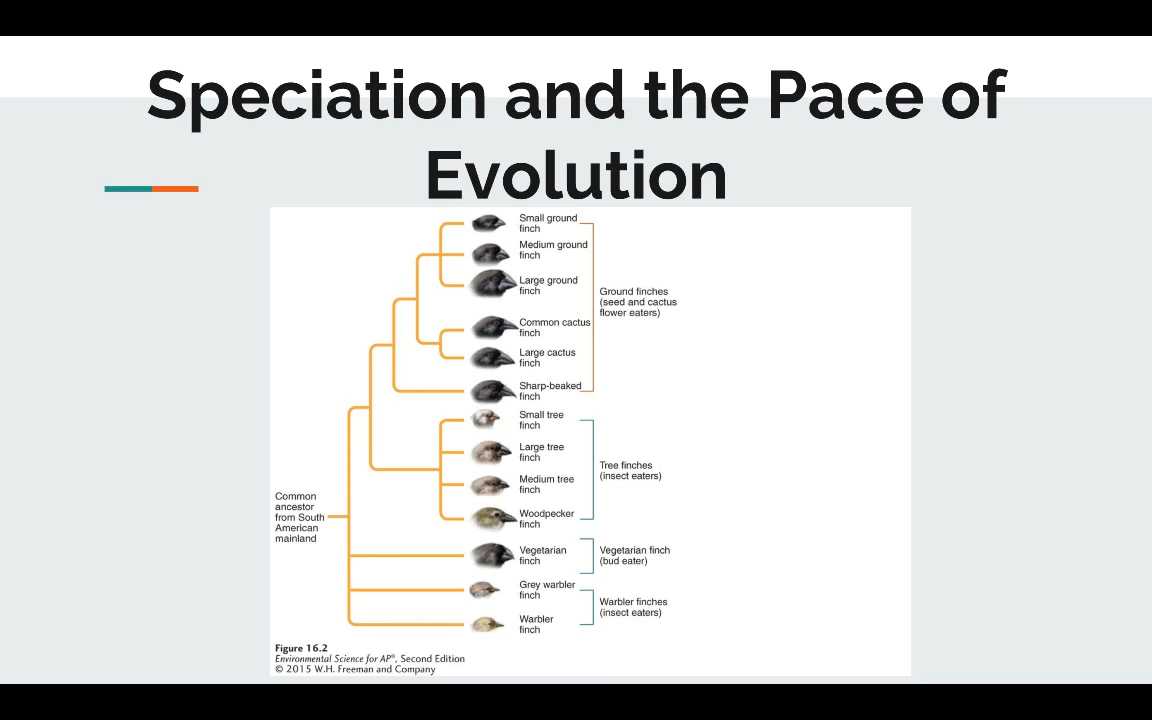 Speciation and the Pace of
Evolution
Small ground
finch
Medium ground
finch
Large ground
finch
Ground finches
(seed and cactus
flower eaters)
Common cactus
finch
Large cactus
finch
Sharp-beaked
finch
Small tree
finch
Large tree
finch
Tree finches
(insect eaters)
Medium tree
finch
Woodpecker
finch
Common
ancestor
from South
American
mainland
Vegetarian
finch
Vegetarian finch
(bud eater)
Grey warbler
finch
Warbler finches
(insect eaters)
Warbler
finch
Figure 16.2
Environmental Science for AP®, Second Edition
© 2015 W.H. Freeman and Company